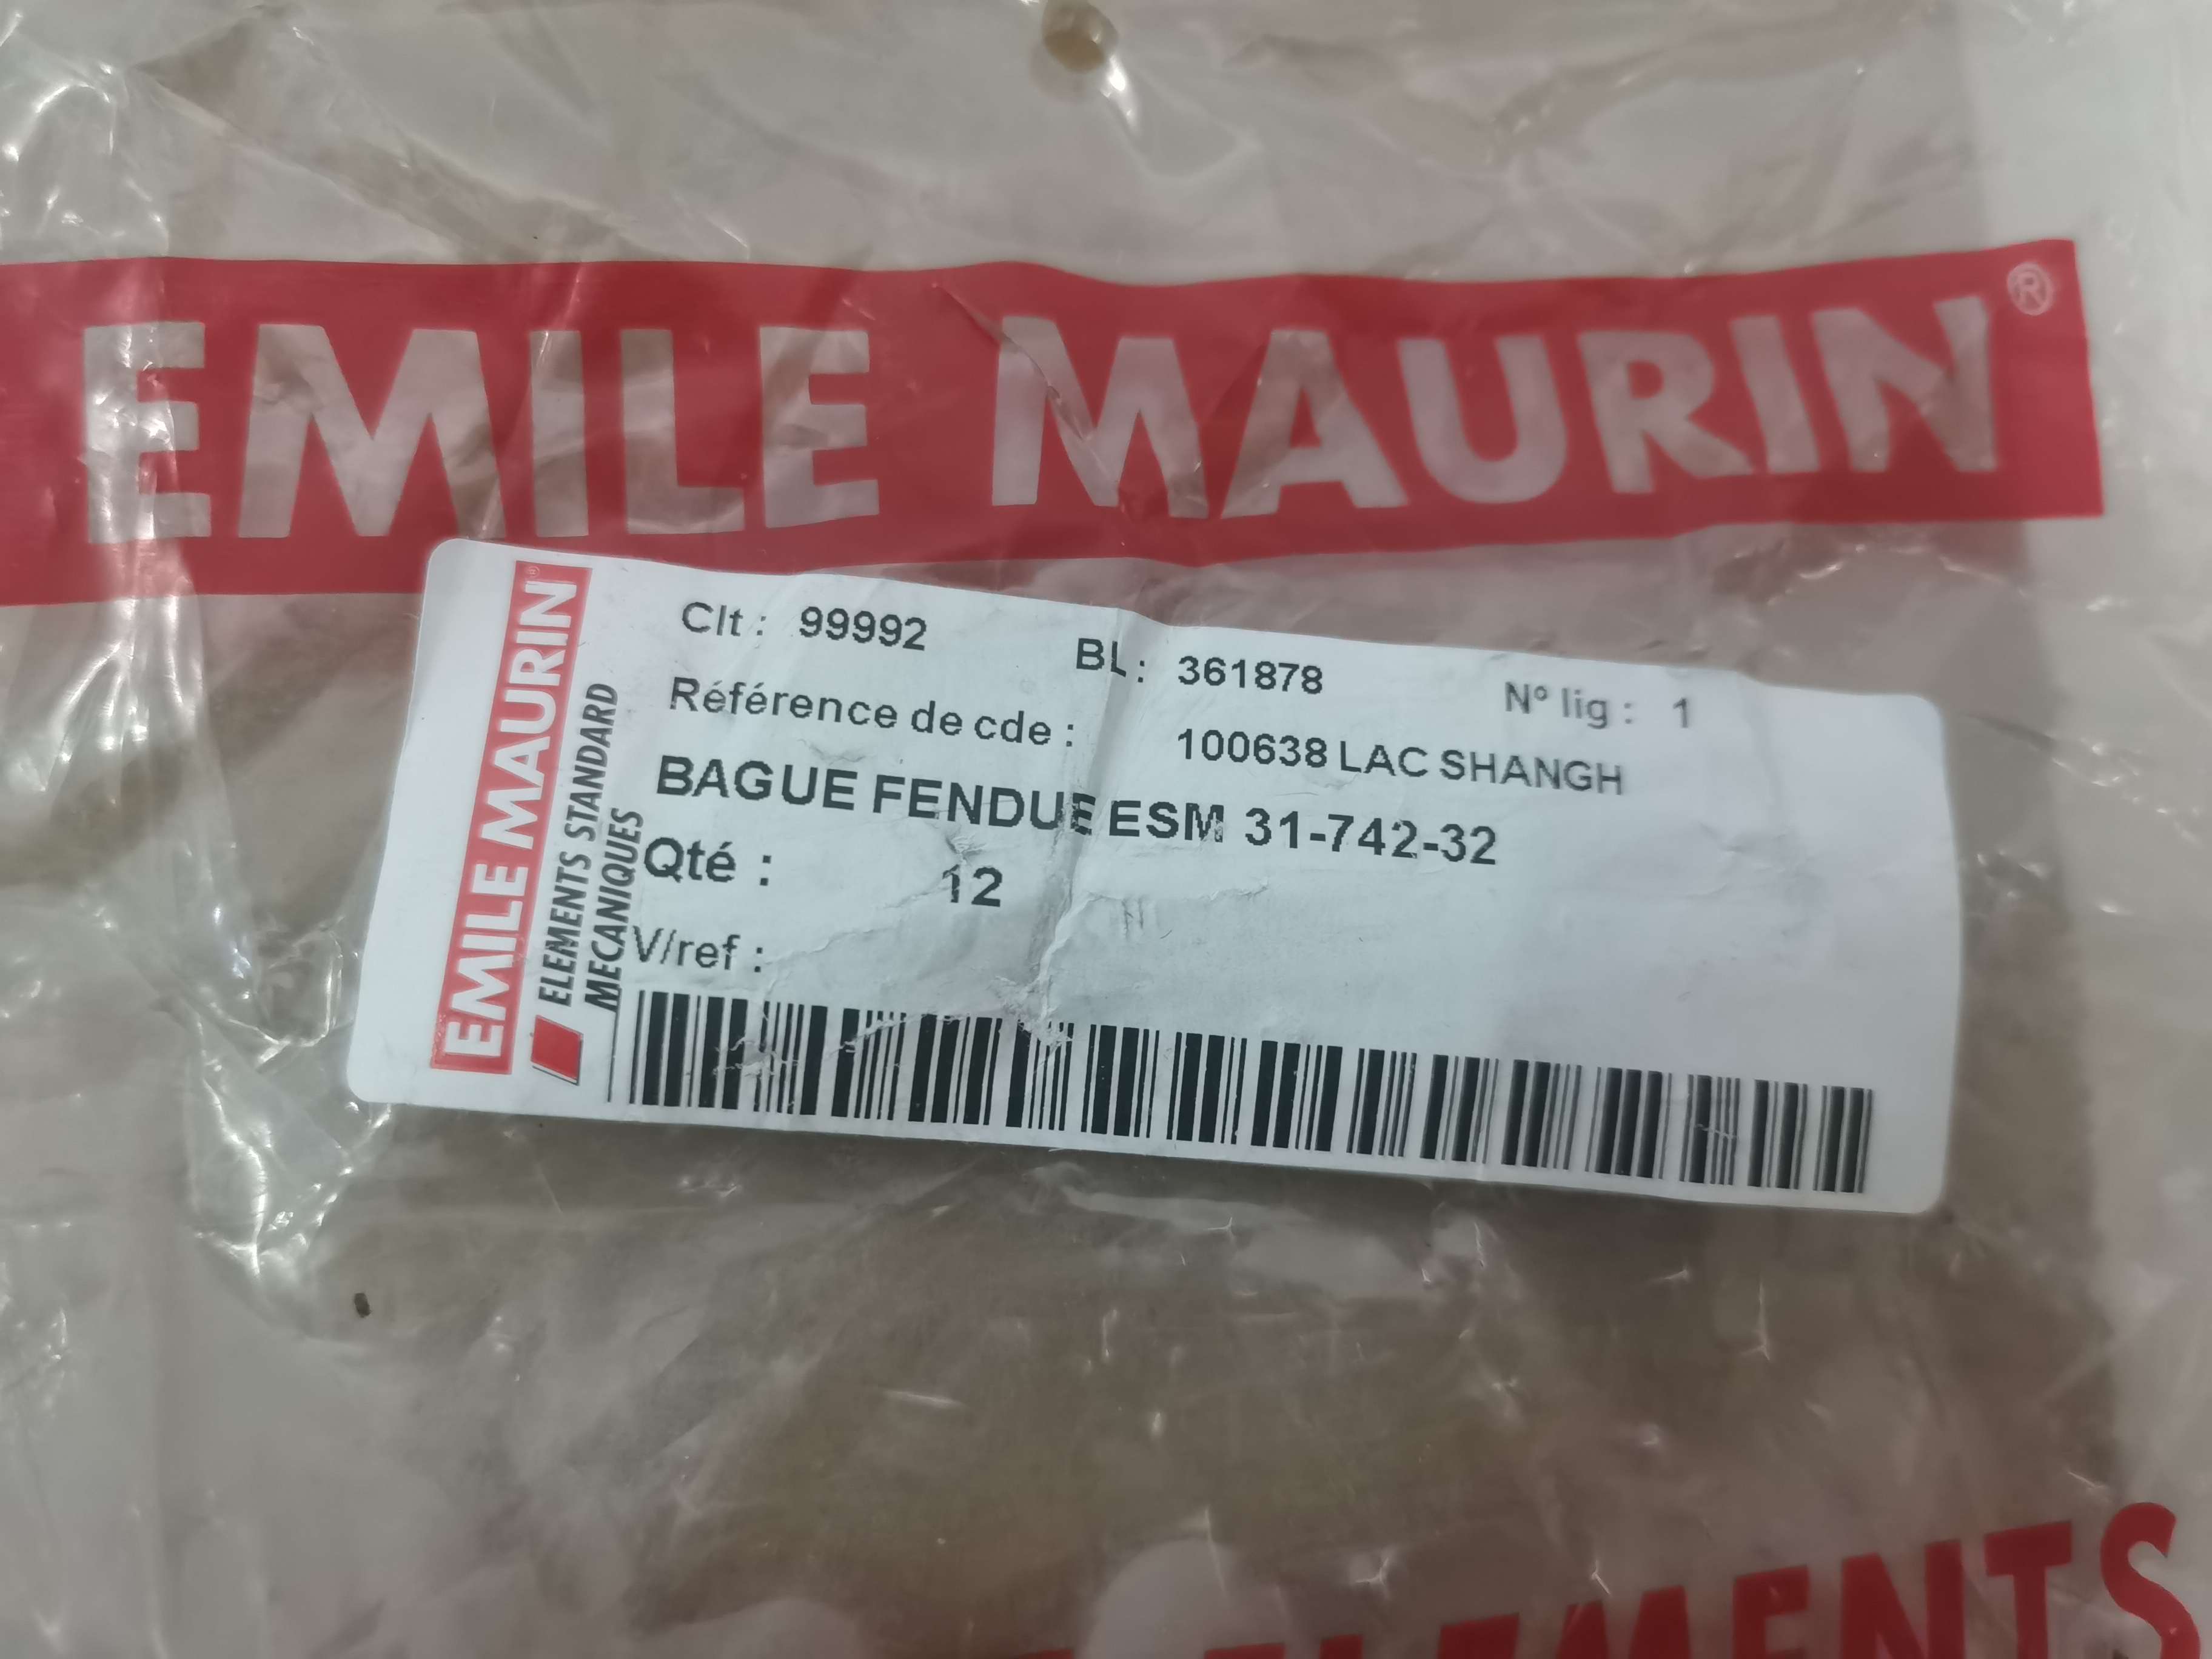 EMILE MAURIN®
EMILE MAURIN®
ELEMENTS STANDARD
MECANIQUES
Clt : 99992 BL : 361878 N° lig : 1
Référence de cde : 100638 LAC SHANGH
BAGUE FENDUE ESM 31-742-32
Qté : 12
V/ref :
ELEMENTS